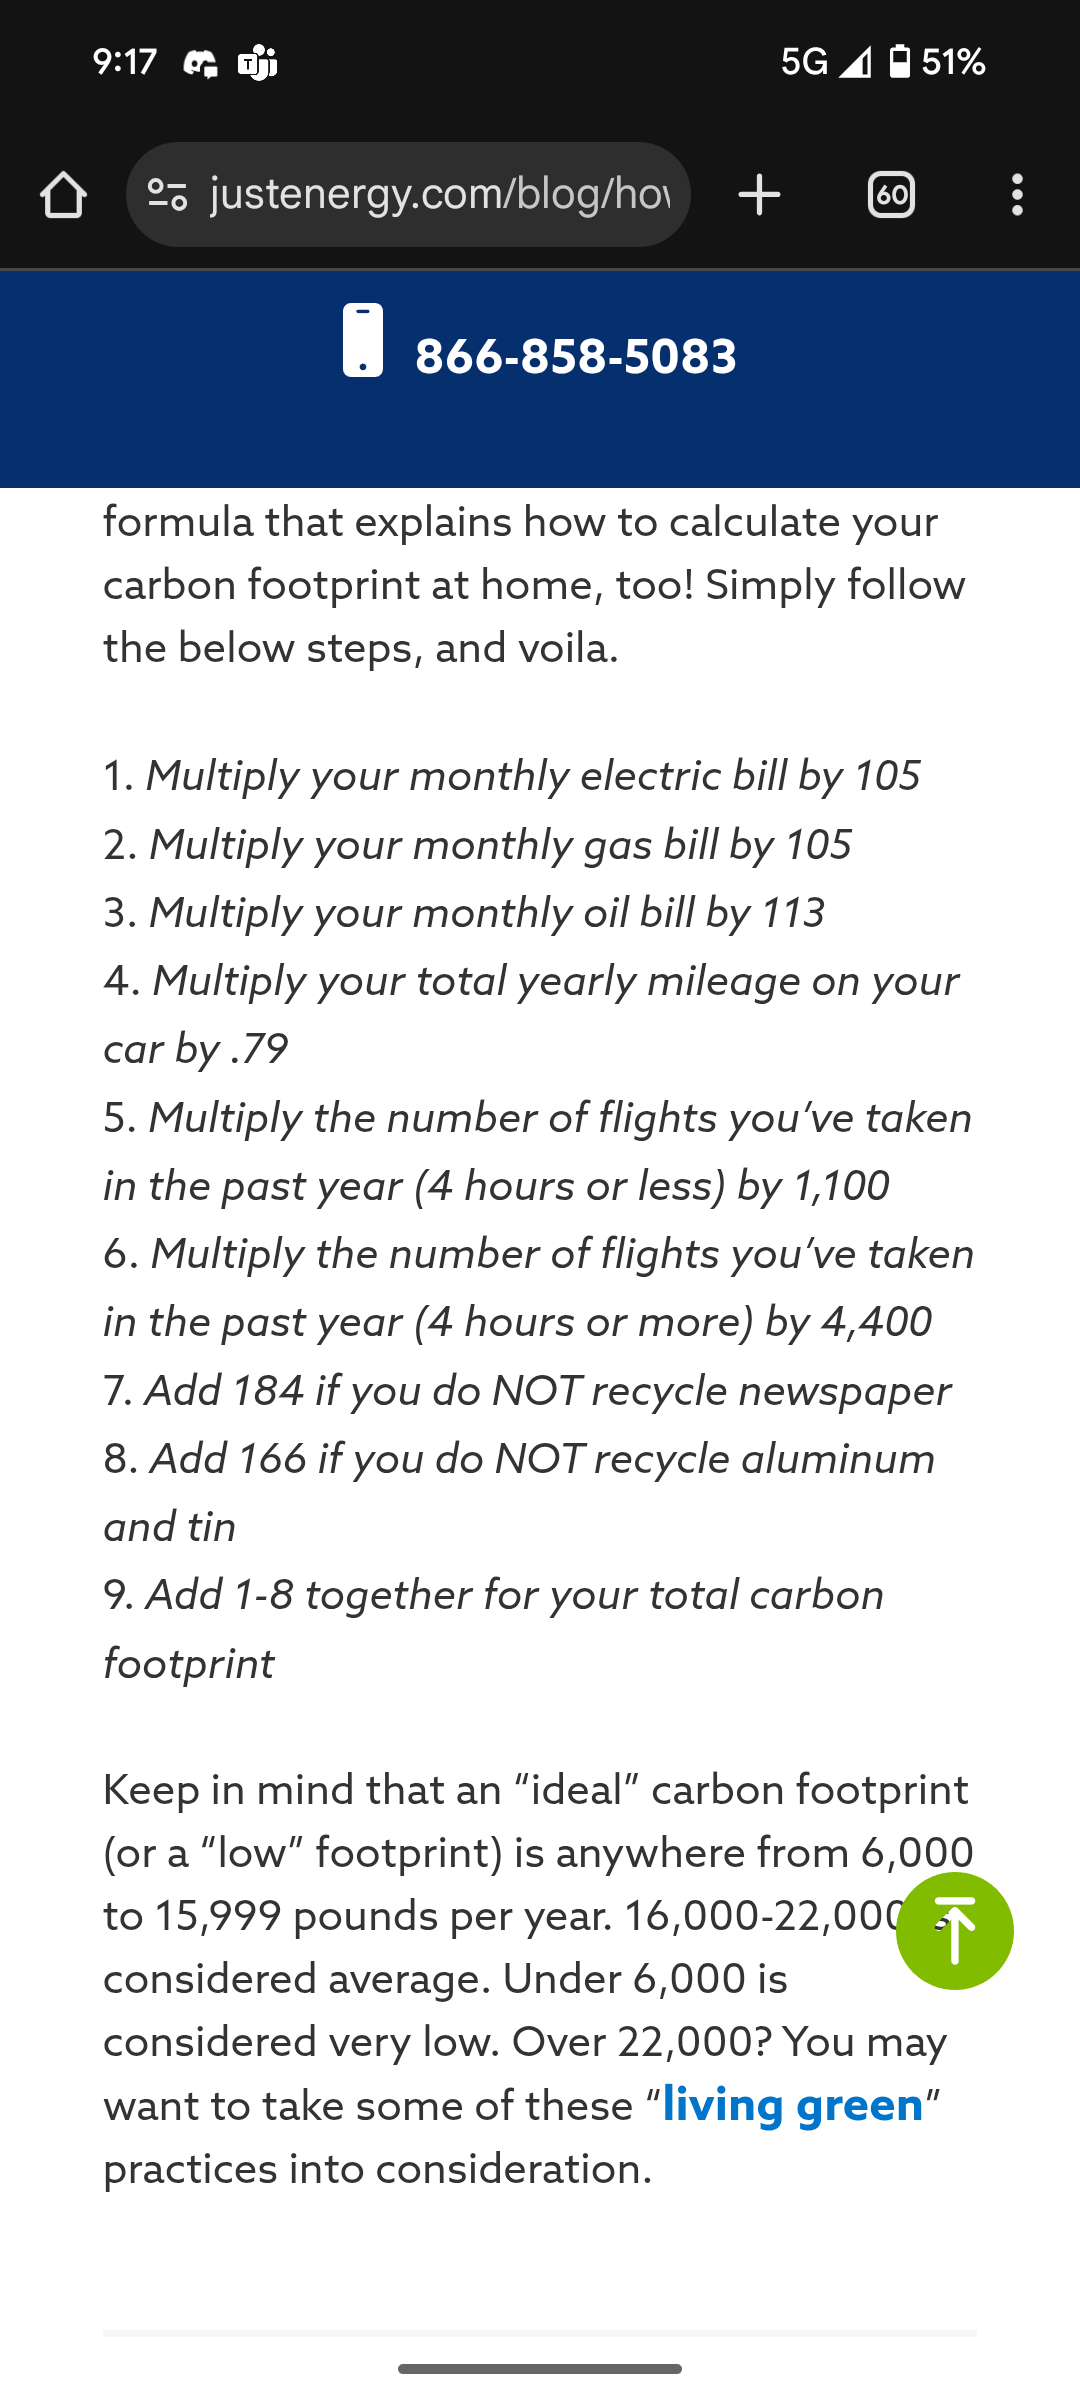 9:17 5G 51%
justenergy.com/blog/how 60
866-858-5083
formula that explains how to calculate your
carbon footprint at home, too! Simply follow
the below steps, and voila.
1. Multiply your monthly electric bill by 105
2. Multiply your monthly gas bill by 105
3. Multiply your monthly oil bill by 113
4. Multiply your total yearly mileage on your
car by .79
5. Multiply the number of flights you’ve taken
in the past year (4 hours or less) by 1,100
6. Multiply the number of flights you’ve taken
in the past year (4 hours or more) by 4,400
7. Add 184 if you do NOT recycle newspaper
8. Add 166 if you do NOT recycle aluminum
and tin
9. Add 1-8 together for your total carbon
footprint
Keep in mind that an “ideal” carbon footprint
(or a “low” footprint) is anywhere from 6,000
to 15,999 pounds per year. 16,000-22,000
considered average. Under 6,000 is
considered very low. Over 22,000? You may
want to take some of these “living green”
practices into consideration.